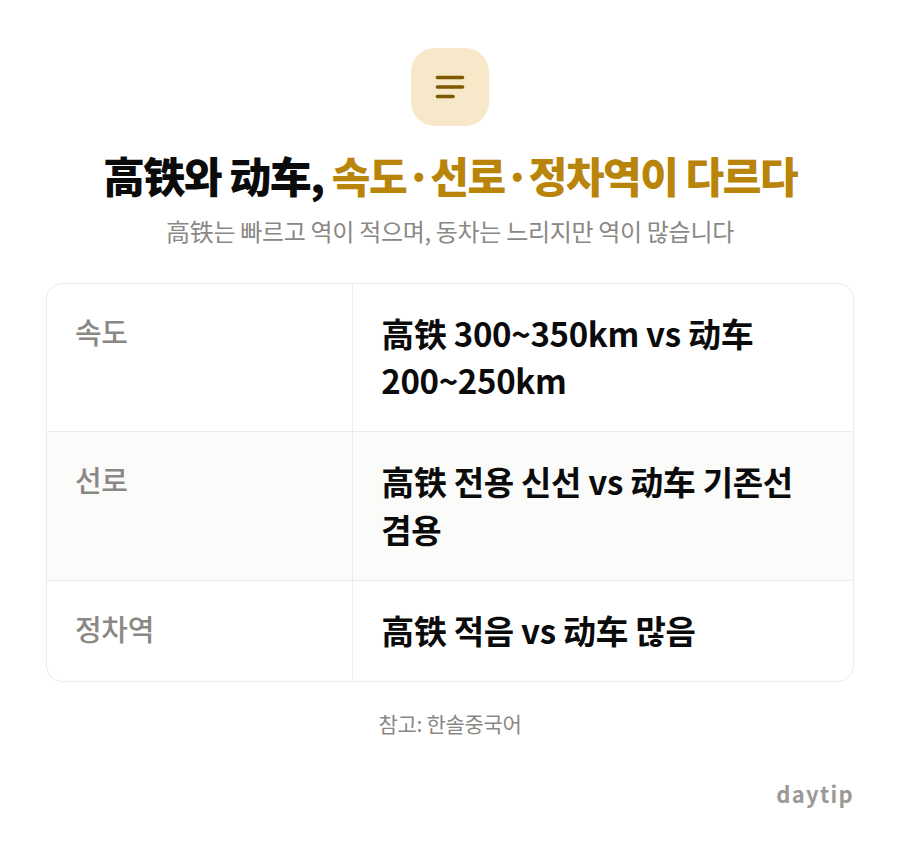 高铁와 动车, 속도·선로·정차역이 다르다
高铁는 빠르고 역이 적으며, 동차는 느리지만 역이 많습니다
속도
高铁 300~350km vs 动车
200~250km
선로
高铁 전용 신선 vs 动车 기존선
겸용
정차역
高铁 적음 vs 动车 많음
참고: 한솔중국어
daytip